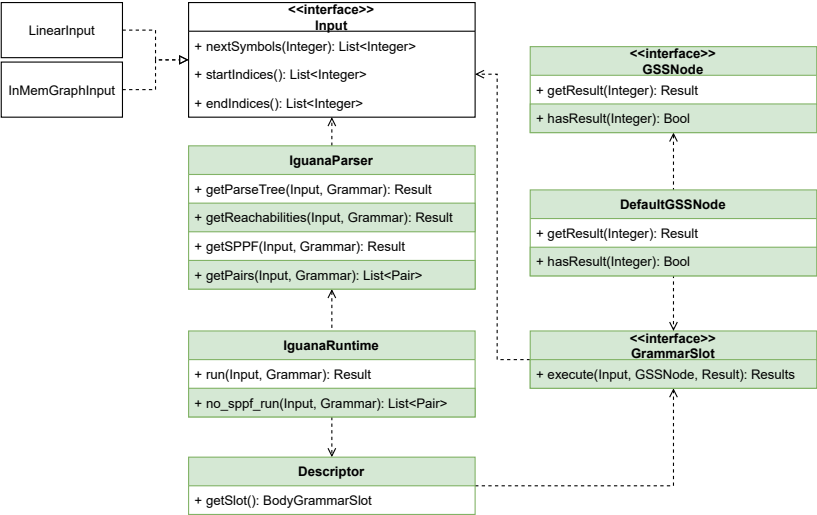 LinearInput
InMemGraphInput
<<interface>>
Input
+ nextSymbols(Integer): List<Integer>
+ startIndices(): List<Integer>
+ endIndices(): List<Integer>
IguanaParser
+ getParseTree(Input, Grammar): Result
+ getReachabilities(Input, Grammar): Result
+ getSPPF(Input, Grammar): Result
+ getPairs(Input, Grammar): List<Pair>
IguanaRuntime
+ run(Input, Grammar): Result
+ no_sppf_run(Input, Grammar): List<Pair>
Descriptor
+ getSlot(): BodyGrammarSlot
<<interface>>
GSSNode
+ getResult(Integer): Result
+ hasResult(Integer): Bool
DefaultGSSNode
+ getResult(Integer): Result
+ hasResult(Integer): Bool
<<interface>>
GrammarSlot
+ execute(Input, GSSNode, Result): Results